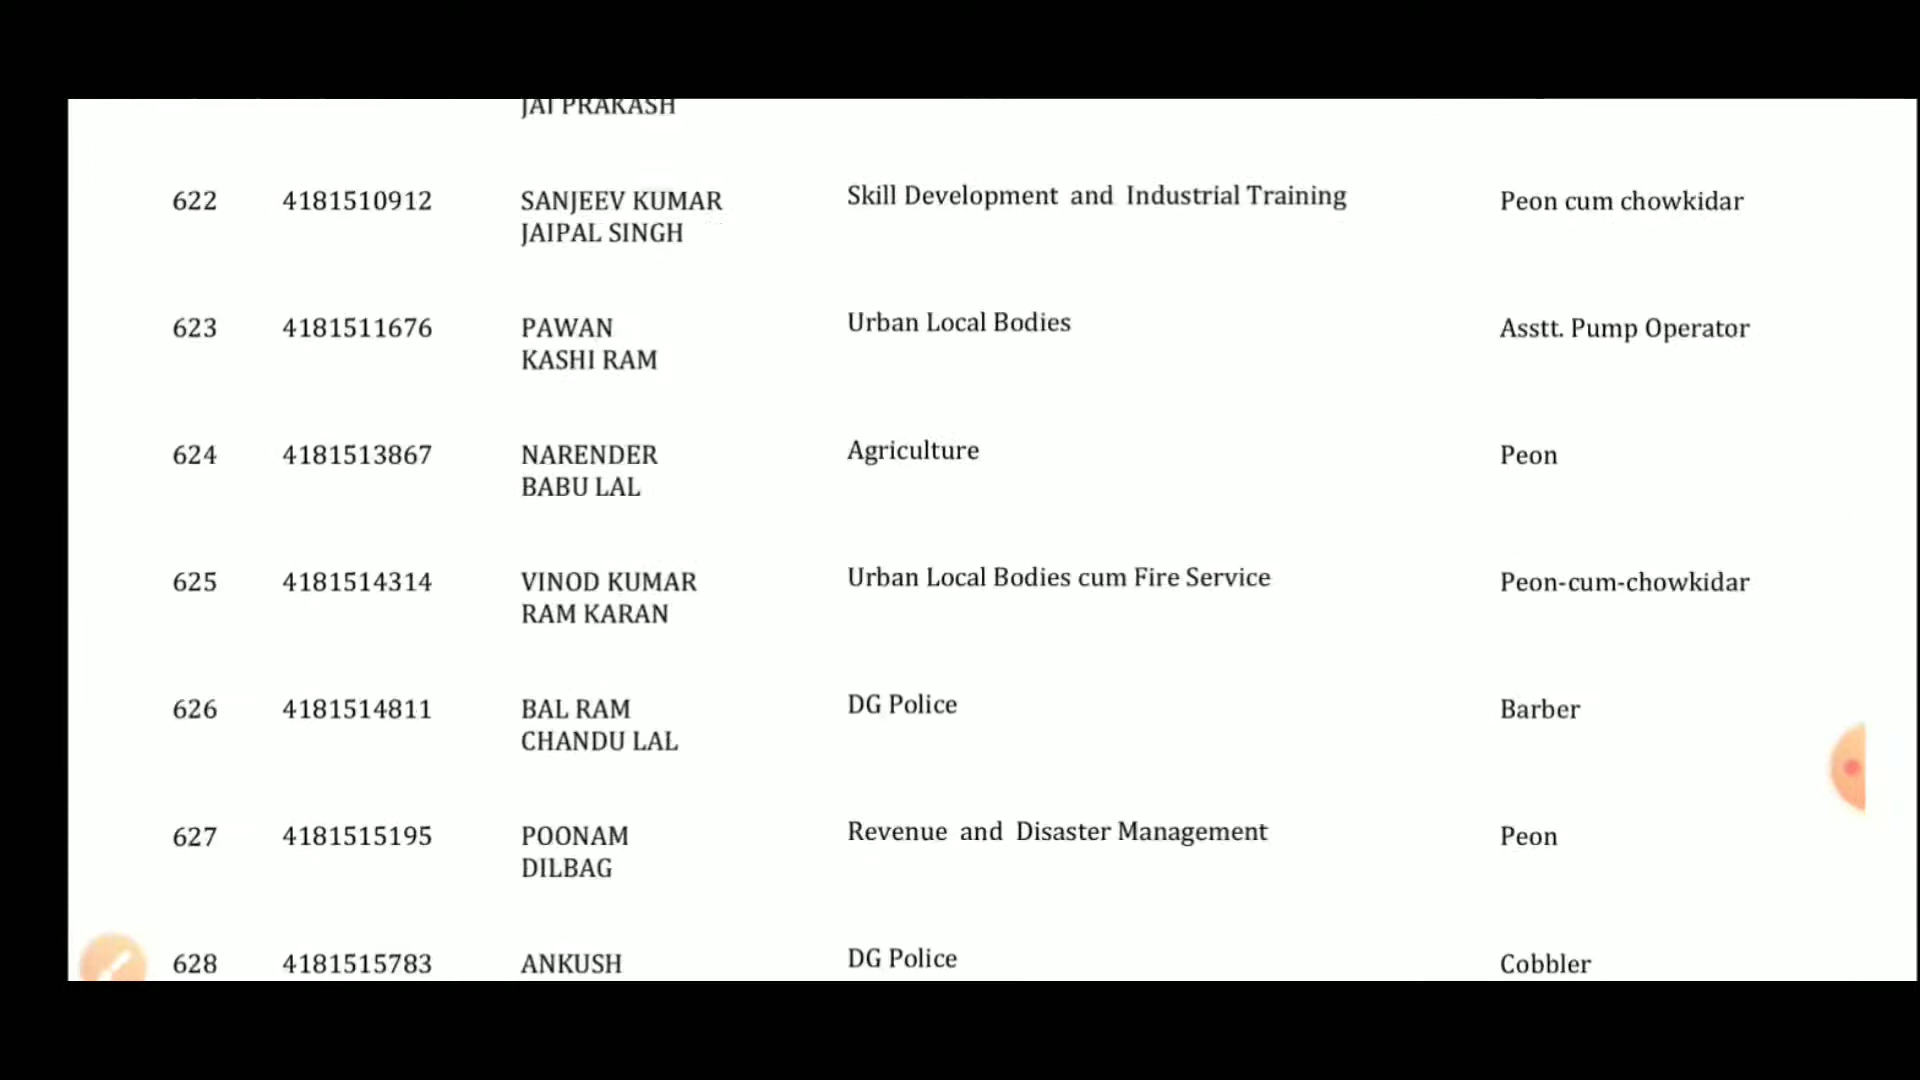 JAI PRAKASH
622 4181510912 SANJEEV KUMAR Skill Development and Industrial Training Peon cum chowkidar
JAIPAL SINGH
623 4181511676 PAWAN Urban Local Bodies Asstt. Pump Operator
KASHI RAM
624 4181513867 NARENDER Agriculture Peon
BABU LAL
625 4181514314 VINOD KUMAR Urban Local Bodies cum Fire Service Peon-cum-chowkidar
RAM KARAN
626 4181514811 BAL RAM DG Police Barber
CHANDU LAL
627 4181515195 POONAM Revenue and Disaster Management Peon
DILBAG
628 4181515783 ANKUSH DG Police Cobbler